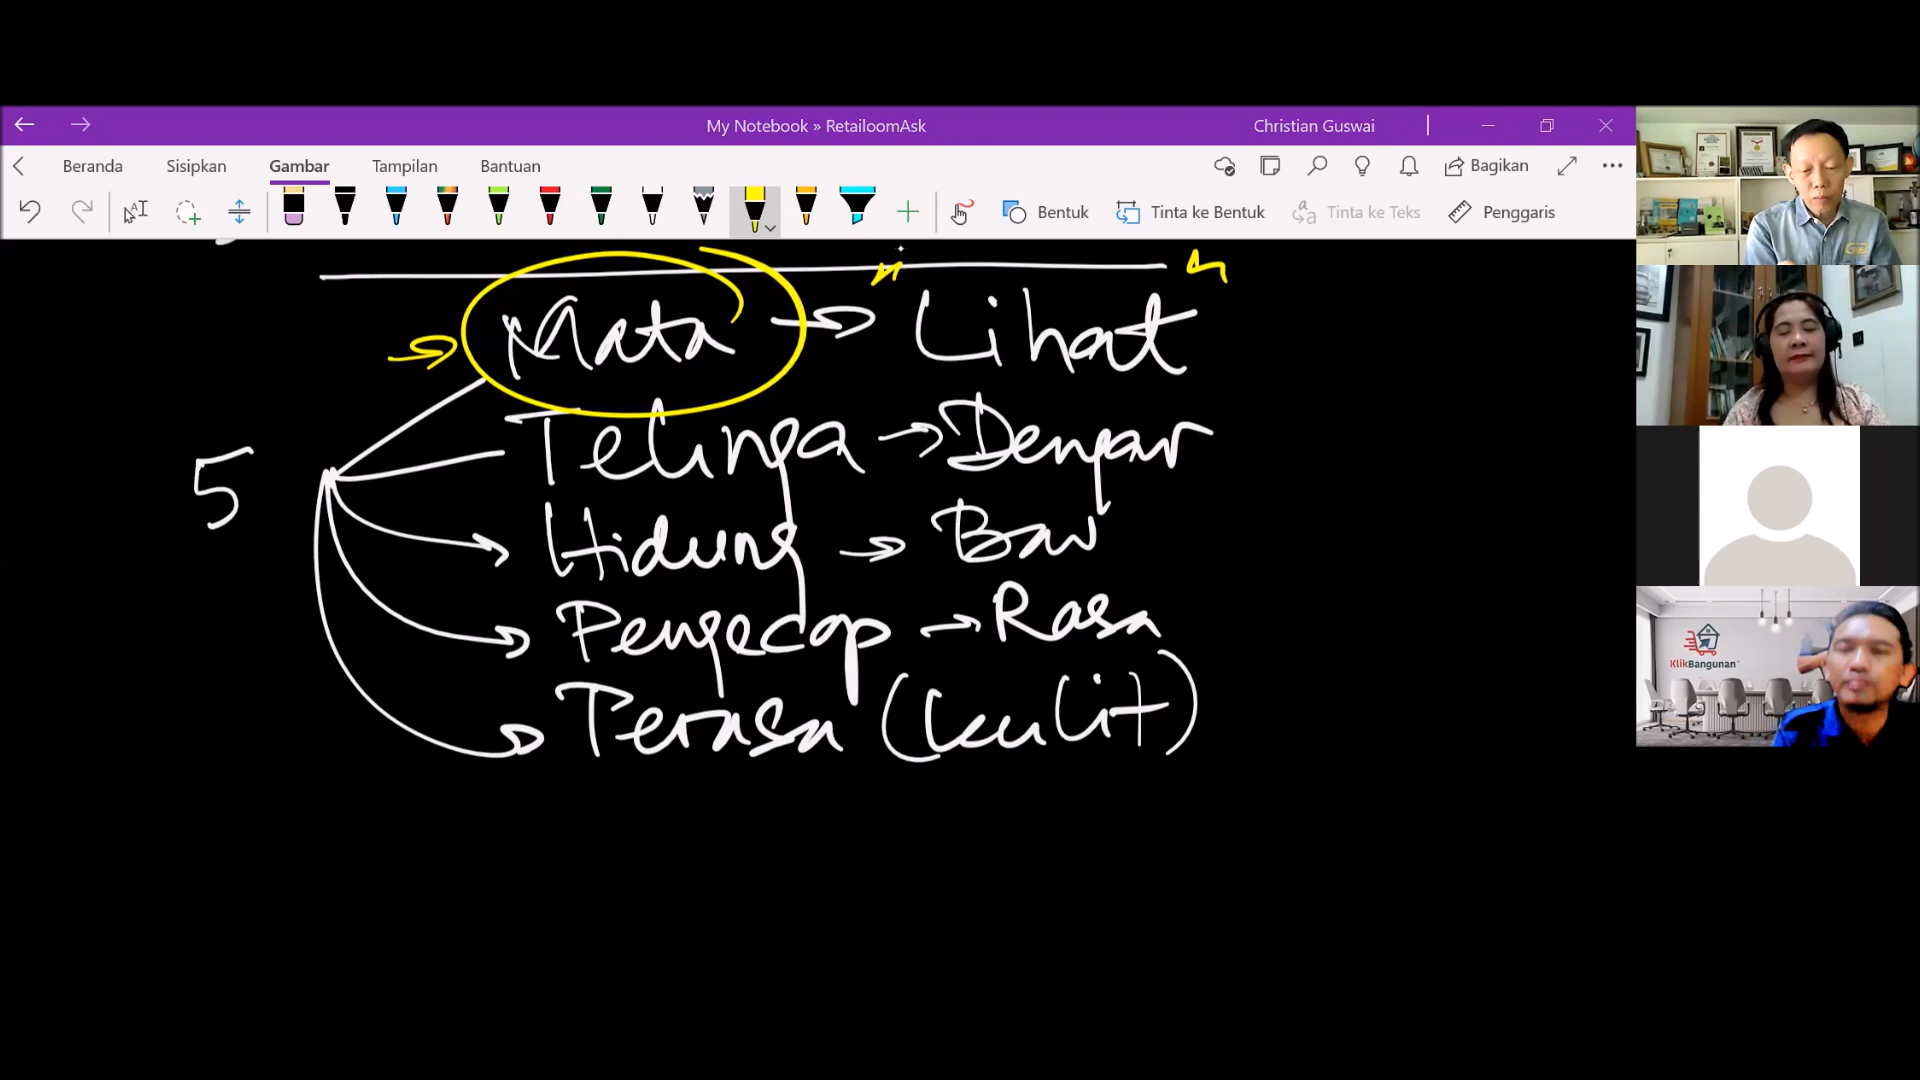 My Notebook » RetailoomAsk
Christian Guswai
Beranda Sisipkan Gambar Tampilan Bantuan
Bagikan
Bentuk Tinta ke Bentuk Tinta ke Teks Penggaris
Mata → Lihat
Telinga → Dengar
5
Hidung → Bau
Pengecap → Rasa
Terasa (kulit)
KlikBangunan